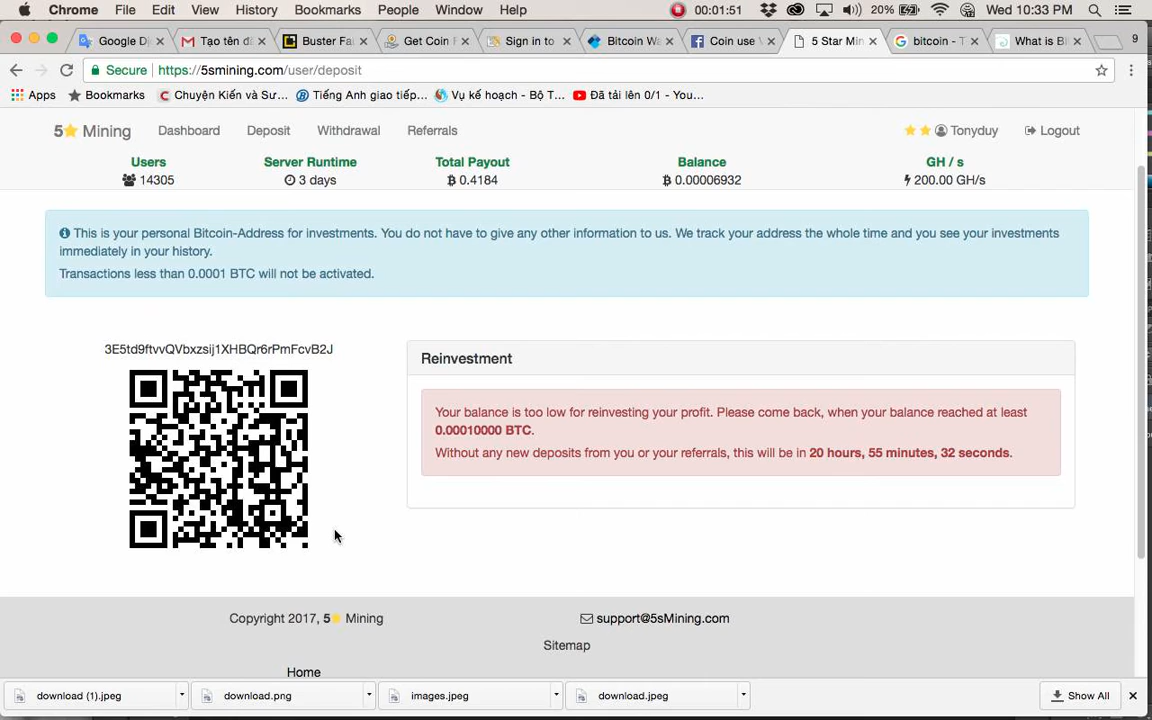 Chrome File Edit View History Bookmarks People Window Help 00:01:51 20% Wed 10:33 PM
Google D Gmail Tạo tên d Buster Fa Get Coin F Sign in to Bitcoin Wa Coin use V 5 Star Min bitcoin - T What is Bi 9
Secure https://5smining.com/user/deposit
Apps Bookmarks Chuyện Kiến và Sư... Tiếng Anh giao tiếp... Vụ kế hoạch - Bộ T... Đã tải lên 0/1 - You...
5 Mining Dashboard Deposit Withdrawal Referrals Tonyduy Logout
Users Server Runtime Total Payout Balance GH / s
14305 3 days ₿ 0.4184 ₿ 0.00006932 200.00 GH/s
This is your personal Bitcoin-Address for investments. You do not have to give any other information to us. We track your address the whole time and you see your investments
immediately in your history.
Transactions less than 0.0001 BTC will not be activated.
3E5td9ftvvQVbxzsij1XHBQr6rPmFcvB2J
Reinvestment
Your balance is too low for reinvesting your profit. Please come back, when your balance reached at least
0.00010000 BTC.
Without any new deposits from you or your referrals, this will be in 20 hours, 55 minutes, 32 seconds.
Copyright 2017, 5 Mining support@5sMining.com
Sitemap
Home
download (1).jpeg download.png images.jpeg download.jpeg Show All